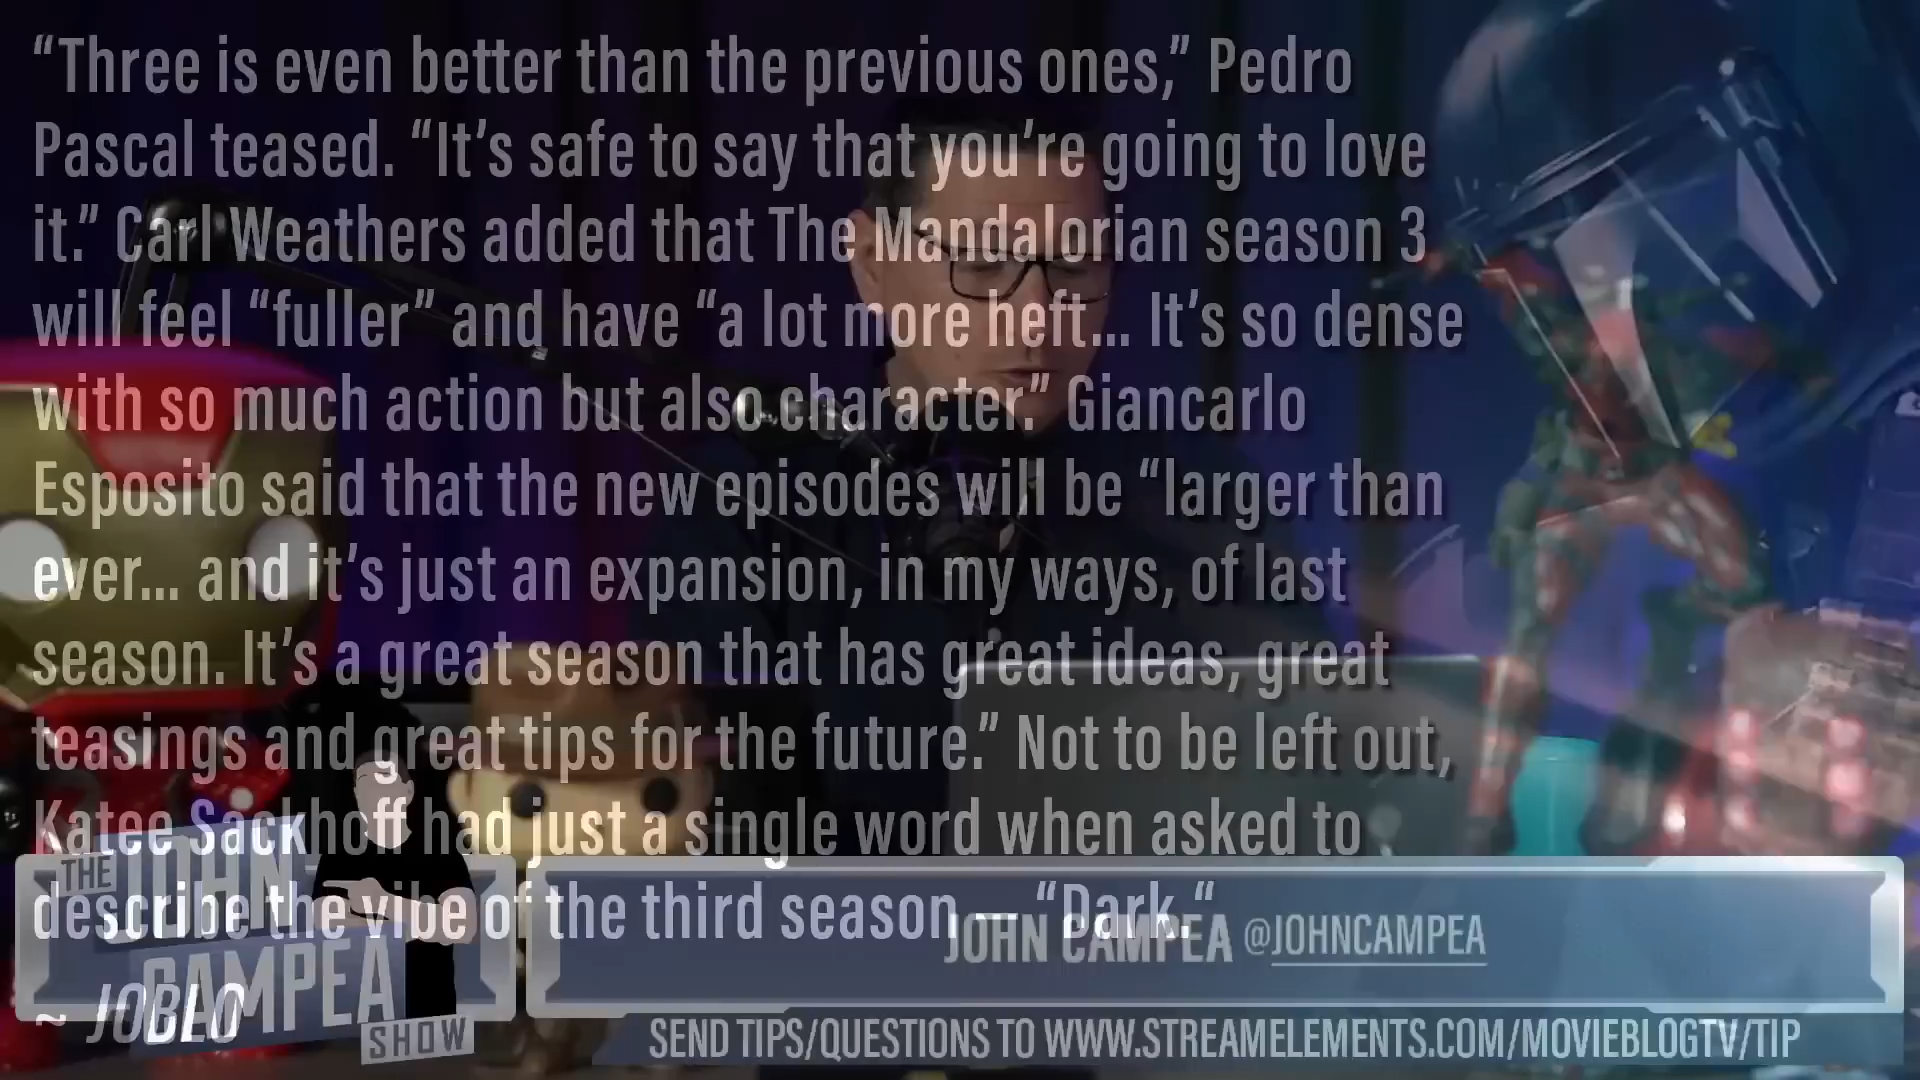 “Three is even better than the previous ones,” Pedro
Pascal teased. “It’s safe to say that you’re going to love
it.” Carl Weathers added that The Mandalorian season 3
will feel “fuller” and have “a lot more heft... It’s so dense
with so much action but also character.” Giancarlo
Esposito said that the new episodes will be “larger than
ever... and it’s just an expansion, in my ways, of last
season. It’s a great season that has great ideas, great
teasings and great tips for the future.” Not to be left out,
Katee Sackhoff had just a single word when asked to
describe the vibe of the third season — “Dark.“
~ JOBLO
THE
JOHN
CAMPEA
SHOW
JOHN CAMPEA @JOHNCAMPEA
SEND TIPS/QUESTIONS TO WWW.STREAMELEMENTS.COM/MOVIEBLOGTV/TIP